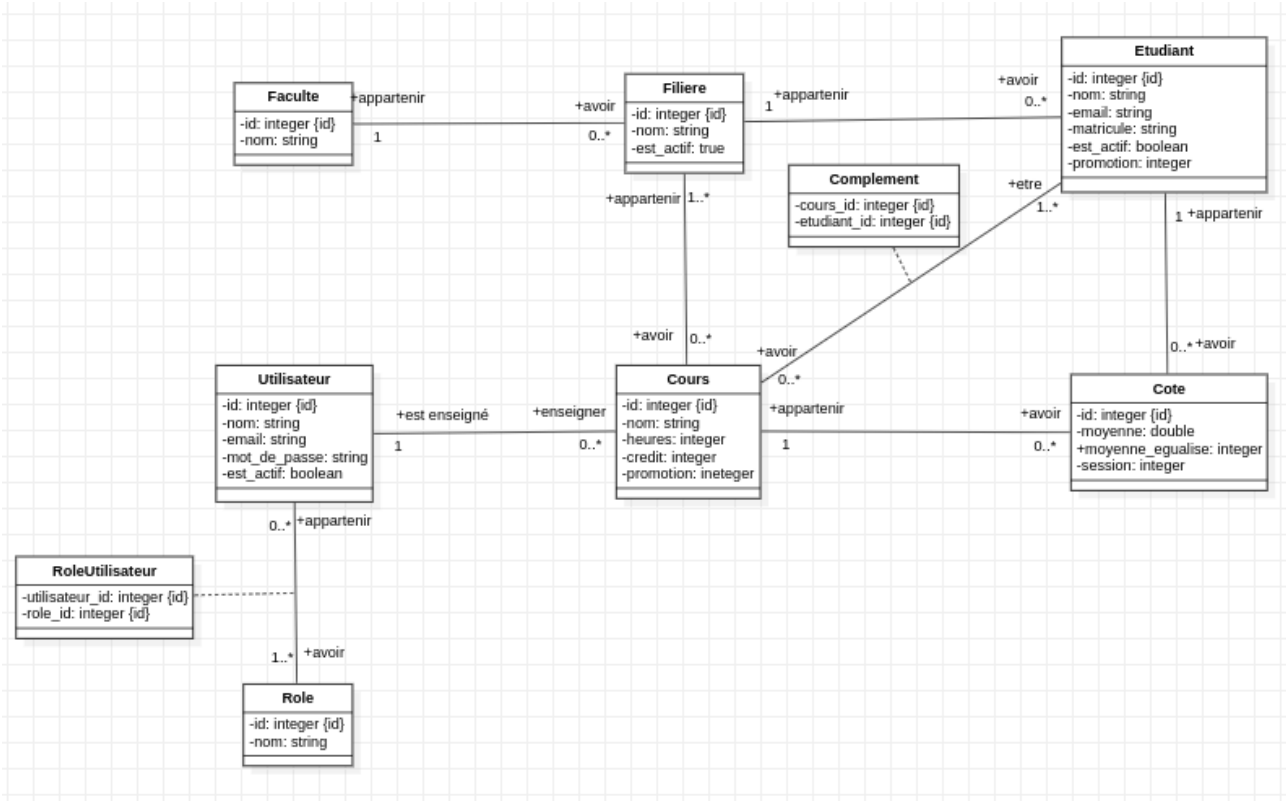 Faculte
-id: integer {id}
-nom: string
+appartenir
1
+avoir
0..*
Filiere
-id: integer {id}
-nom: string
-est_actif: true
+appartenir
1
+avoir
0..*
Etudiant
-id: integer {id}
-nom: string
-email: string
-matricule: string
-est_actif: boolean
-promotion: integer
Complement
-cours_id: integer {id}
-etudiant_id: integer {id}
+etre
1..*
+appartenir
1..*
1
+appartenir
+avoir
0..*
+avoir
0..*
0..*
+avoir
Utilisateur
-id: integer {id}
-nom: string
-email: string
-mot_de_passe: string
-est_actif: boolean
+est enseigné
1
+enseigner
0..*
Cours
-id: integer {id}
-nom: string
-heures: integer
-credit: integer
-promotion: ineteger
+appartenir
1
+avoir
0..*
Cote
-id: integer {id}
-moyenne: double
+moyenne_egualise: integer
-session: integer
0..*
+appartenir
RoleUtilisateur
-utilisateur_id: integer {id}
-role_id: integer {id}
1..*
+avoir
Role
-id: integer {id}
-nom: string